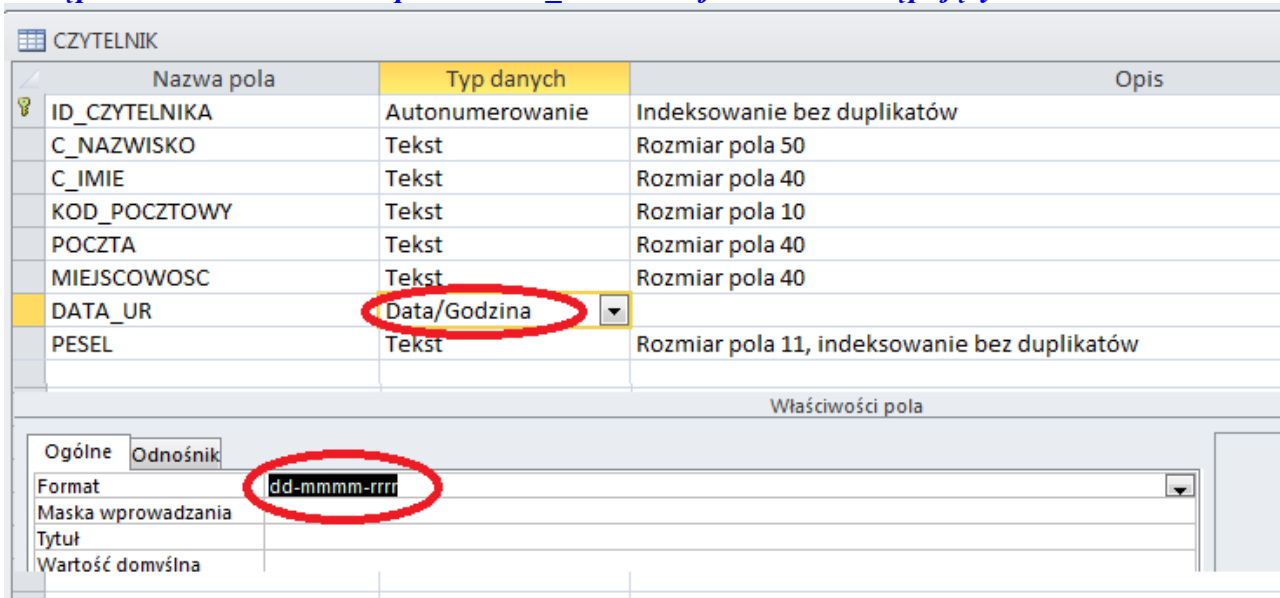 CZYTELNIK
Nazwa pola Typ danych Opis
ID_CZYTELNIKA Autonumerowanie Indeksowanie bez duplikatów
C_NAZWISKO Tekst Rozmiar pola 50
C_IMIE Tekst Rozmiar pola 40
KOD_POCZTOWY Tekst Rozmiar pola 10
POCZTA Tekst Rozmiar pola 40
MIEJSCOWOSC Tekst Rozmiar pola 40
DATA_UR Data/Godzina
PESEL Tekst Rozmiar pola 11, indeksowanie bez duplikatów
Właściwości pola
Ogólne Odnośnik
Format dd-mmmm-rrrr
Maska wprowadzania
Tytuł
Wartość domyślna